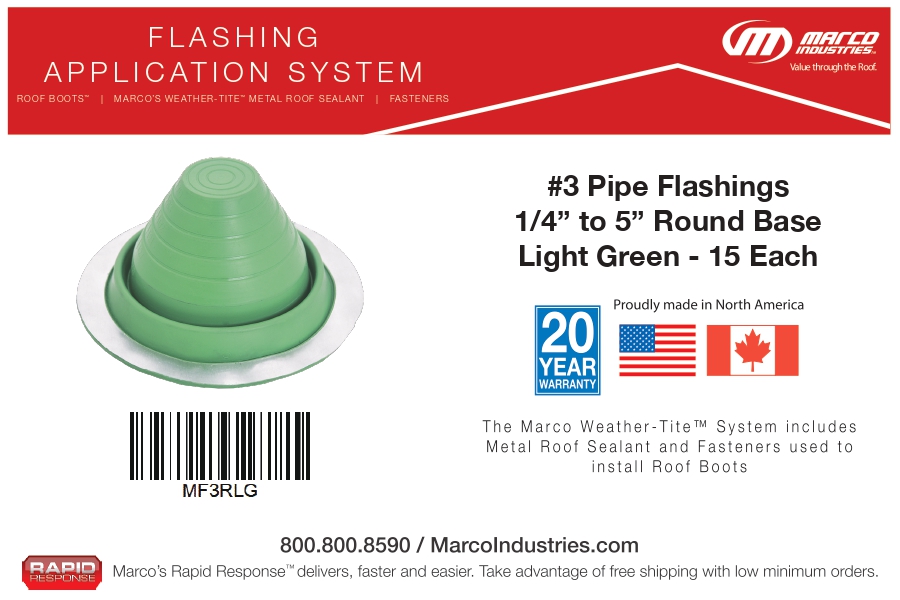 FLASHING
APPLICATION SYSTEM
ROOF BOOTS™ | MARCO'S WEATHER-TITE™ METAL ROOF SEALANT | FASTENERS
MARCO
INDUSTRIES™
Value through the Roof.
#3 Pipe Flashings
1/4” to 5” Round Base
Light Green - 15 Each
Proudly made in North America
20
YEAR
WARRANTY
The Marco Weather-Tite™ System includes
Metal Roof Sealant and Fasteners used to
install Roof Boots
MF3RLG
800.800.8590 / MarcoIndustries.com
RAPID
RESPONSE
Marco's Rapid Response™ delivers, faster and easier. Take advantage of free shipping with low minimum orders.